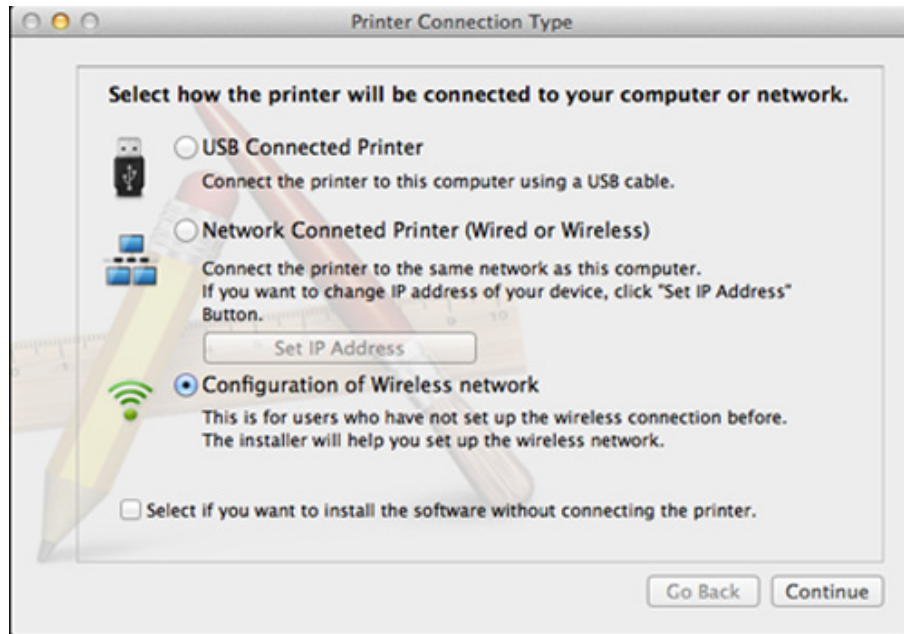 Printer Connection Type
Select how the printer will be connected to your computer or network.
USB Connected Printer
Connect the printer to this computer using a USB cable.
Network Conneted Printer (Wired or Wireless)
Connect the printer to the same network as this computer.
If you want to change IP address of your device, click "Set IP Address"
Button.
Set IP Address
Configuration of Wireless network
This is for users who have not set up the wireless connection before.
The installer will help you set up the wireless network.
Select if you want to install the software without connecting the printer.
Go Back Continue